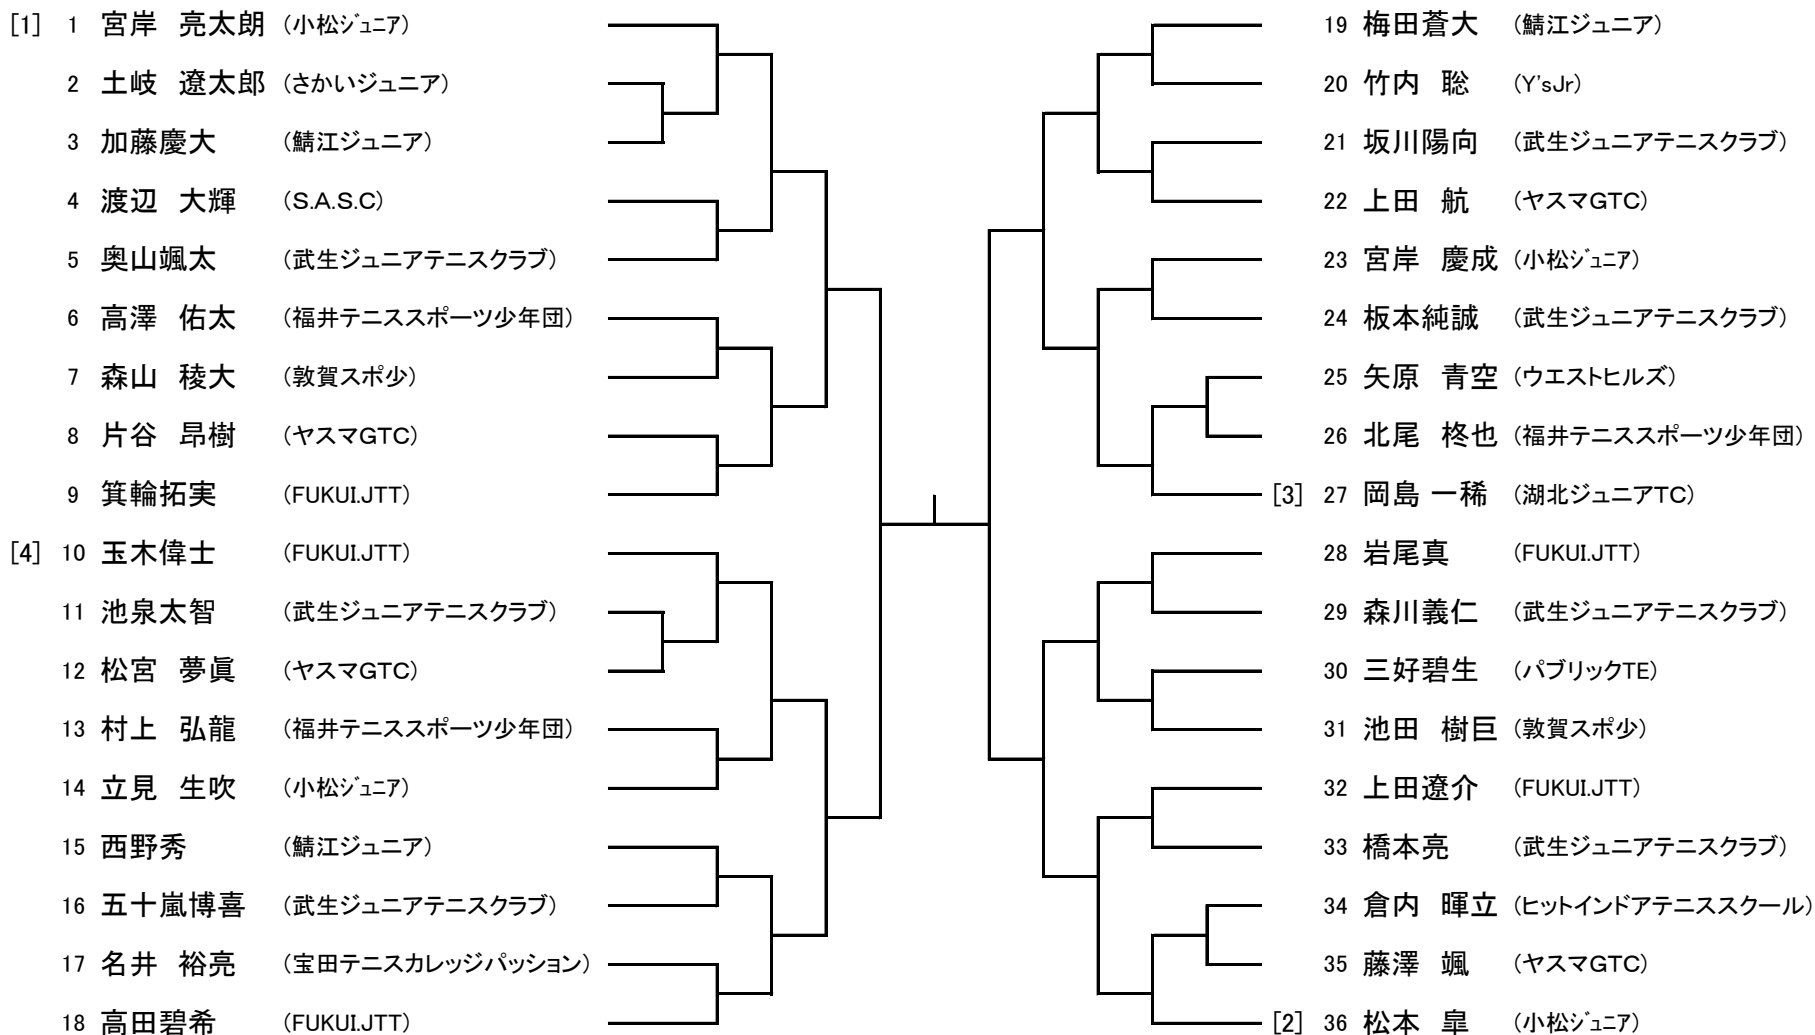 [1] 1 宮岸 亮太朗 (小松ジュニア)
2 土岐 遼太郎 (さかいジュニア)
3 加藤慶大 (鯖江ジュニア)
4 渡辺 大輝 (S.A.S.C)
5 奥山颯太 (武生ジュニアテニスクラブ)
6 高澤 佑太 (福井テニススポーツ少年団)
7 森山 稜大 (敦賀スポ少)
8 片谷 昂樹 (ヤスマGTC)
9 箕輪拓実 (FUKUI.JTT)
[4] 10 玉木偉士 (FUKUI.JTT)
11 池泉太智 (武生ジュニアテニスクラブ)
12 松宮 夢眞 (ヤスマGTC)
13 村上 弘龍 (福井テニススポーツ少年団)
14 立見 生吹 (小松ジュニア)
15 西野秀 (鯖江ジュニア)
16 五十嵐博喜 (武生ジュニアテニスクラブ)
17 名井 裕亮 (宝田テニスカレッジパッション)
18 高田碧希 (FUKUI.JTT)
19 梅田蒼大 (鯖江ジュニア)
20 竹内 聡 (Y'sJr)
21 坂川陽向 (武生ジュニアテニスクラブ)
22 上田 航 (ヤスマGTC)
23 宮岸 慶成 (小松ジュニア)
24 板本純誠 (武生ジュニアテニスクラブ)
25 矢原 青空 (ウエストヒルズ)
26 北尾 柊也 (福井テニススポーツ少年団)
[3] 27 岡島 一稀 (湖北ジュニアTC)
28 岩尾真 (FUKUI.JTT)
29 森川義仁 (武生ジュニアテニスクラブ)
30 三好碧生 (パブリックTE)
31 池田 樹巨 (敦賀スポ少)
32 上田遼介 (FUKUI.JTT)
33 橋本亮 (武生ジュニアテニスクラブ)
34 倉内 暉立 (ヒットインドアテニススクール)
35 藤澤 颯 (ヤスマGTC)
[2] 36 松本 皐 (小松ジュニア)